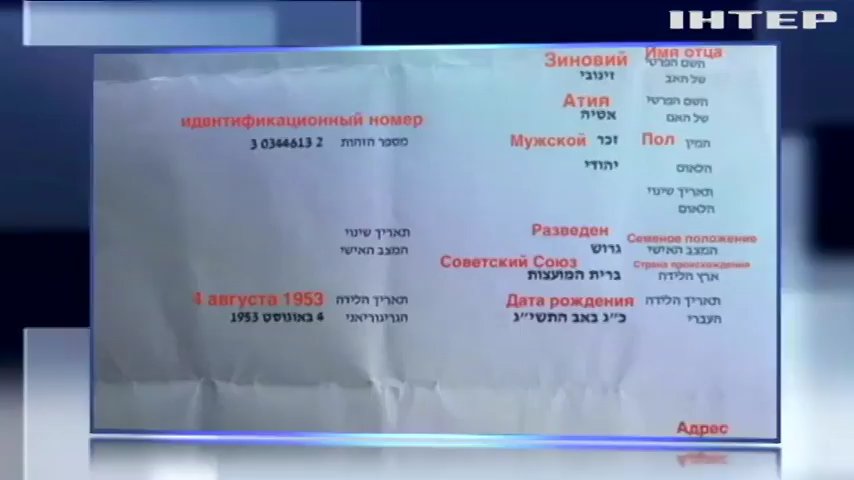 ІНТЕР
Зиновий Имя отца
זינובי השם הפרטי
של האב
Атия
אטיה השם הפרטי
של האם
идентификационный номер
מספר הזהות 3 0344613 2
Мужской זכר Пол המין
יהודי הלאום
תאריך שינוי
הלאום
Разведен Семеное положение
גרוש המצב האישי
תאריך שינוי
המצב האישי
Советский Союз Страна происхождения
ברית המועצות ארץ הלידה
4 августа 1953 תאריך הלידה
4 באוגוסט 1953 הגריגוריאני
Дата рождения תאריך הלידה
כ״ג באב התשי״ג העברי
Адрес